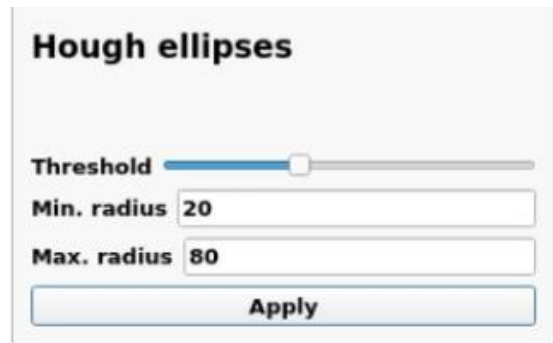 Hough ellipses
Threshold
Min. radius 20
Max. radius 80
Apply